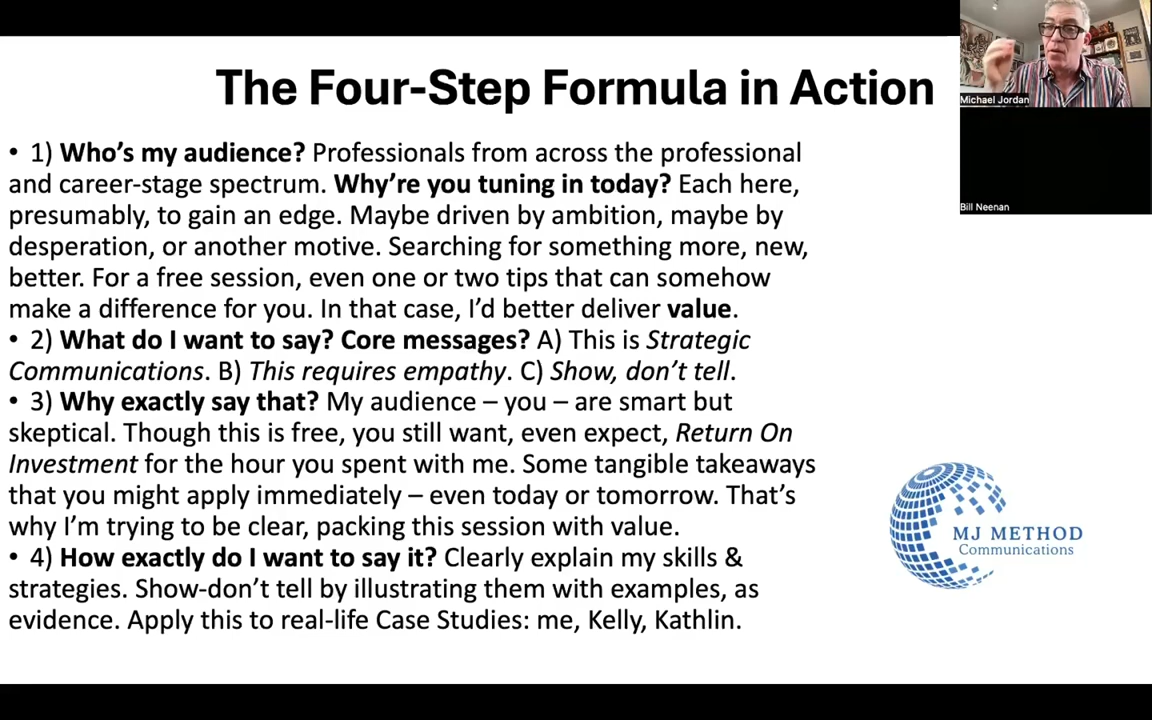 The Four-Step Formula in Action
Michael Jordan
Bill Neenan
• 1) Who's my audience? Professionals from across the professional
and career-stage spectrum. Why're you tuning in today? Each here,
presumably, to gain an edge. Maybe driven by ambition, maybe by
desperation, or another motive. Searching for something more, new,
better. For a free session, even one or two tips that can somehow
make a difference for you. In that case, I'd better deliver value.
• 2) What do I want to say? Core messages? A) This is Strategic
Communications. B) This requires empathy. C) Show, don't tell.
• 3) Why exactly say that? My audience – you – are smart but
skeptical. Though this is free, you still want, even expect, Return On
Investment for the hour you spent with me. Some tangible takeaways
that you might apply immediately – even today or tomorrow. That's
why I'm trying to be clear, packing this session with value.
• 4) How exactly do I want to say it? Clearly explain my skills &
strategies. Show-don't tell by illustrating them with examples, as
evidence. Apply this to real-life Case Studies: me, Kelly, Kathlin.
MJ METHOD
Communications